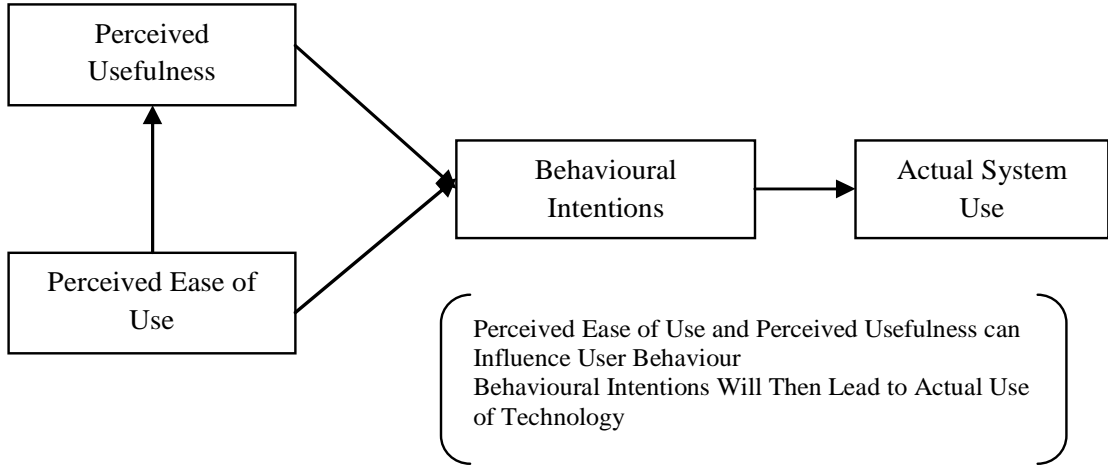 Perceived
Usefulness
Behavioural
Intentions
Actual System
Use
Perceived Ease of
Use
Perceived Ease of Use and Perceived Usefulness can
Influence User Behaviour
Behavioural Intentions Will Then Lead to Actual Use
of Technology